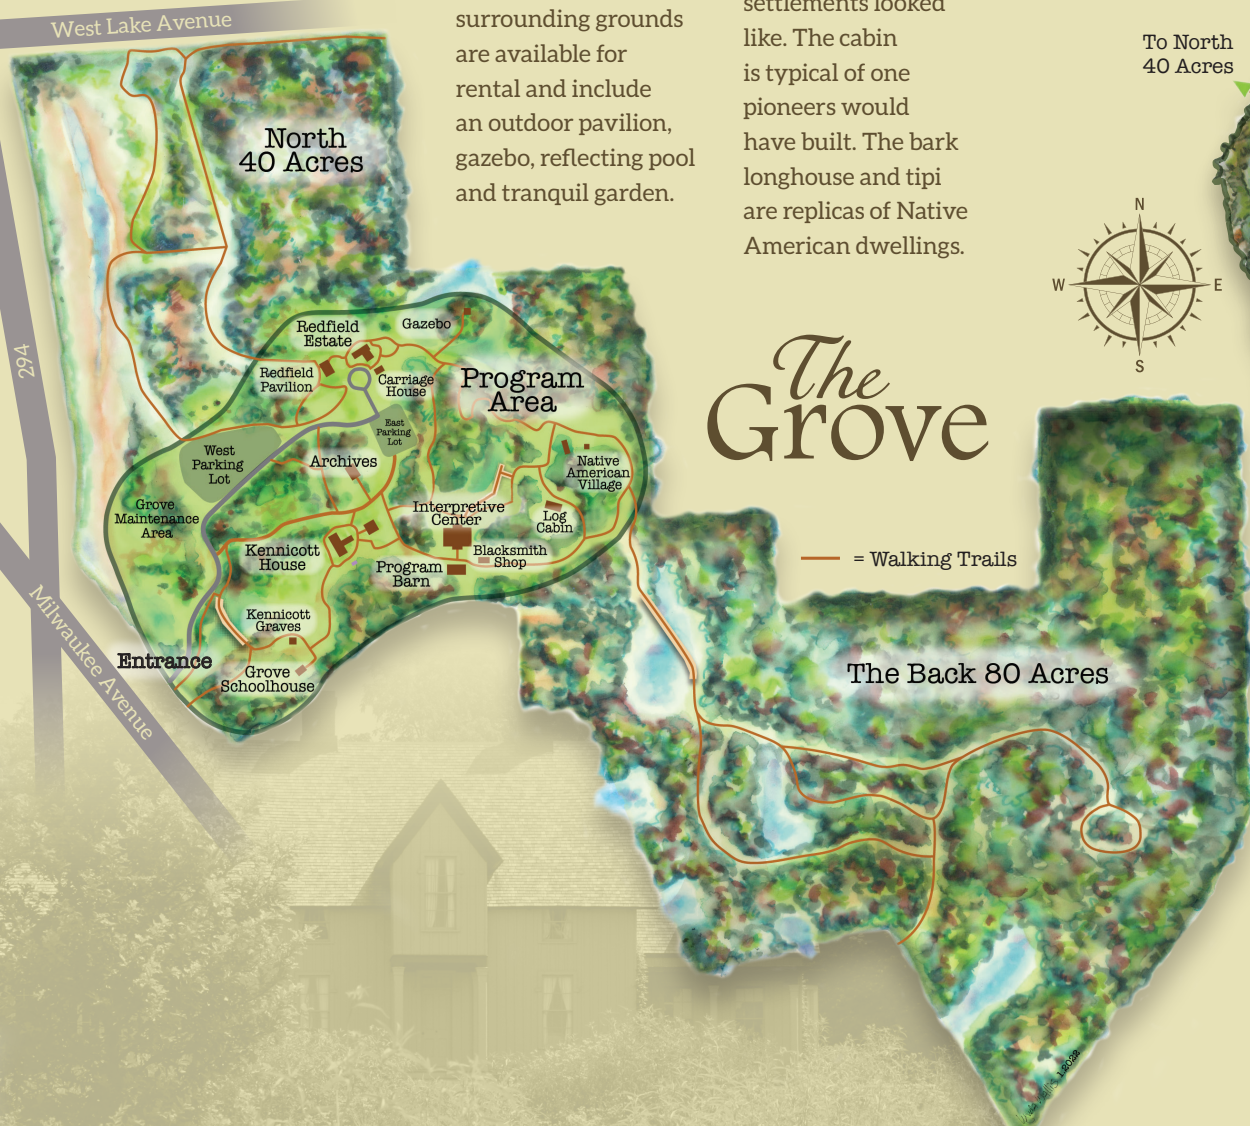 West Lake Avenue
surrounding grounds
are available for
rental and include
an outdoor pavilion,
gazebo, reflecting pool
and tranquil garden.
settlements looked
like. The cabin
is typical of one
pioneers would
have built. The bark
longhouse and tipi
are replicas of Native
American dwellings.
To North
40 Acres
North
40 Acres
N
W
E
S
294
Redfield
Estate
Gazebo
Redfield
Pavilion
Carriage
House
Program
Area
The
Grove
East
Parking
Lot
West
Parking
Lot
Archives
Native
American
Village
Grove
Maintenance
Area
Interpretive
Center
Log
Cabin
Kennicott
House
Blacksmith
Shop
Program
Barn
= Walking Trails
Kennicott
Graves
Milwaukee Avenue
Entrance
Grove
Schoolhouse
The Back 80 Acres
2022